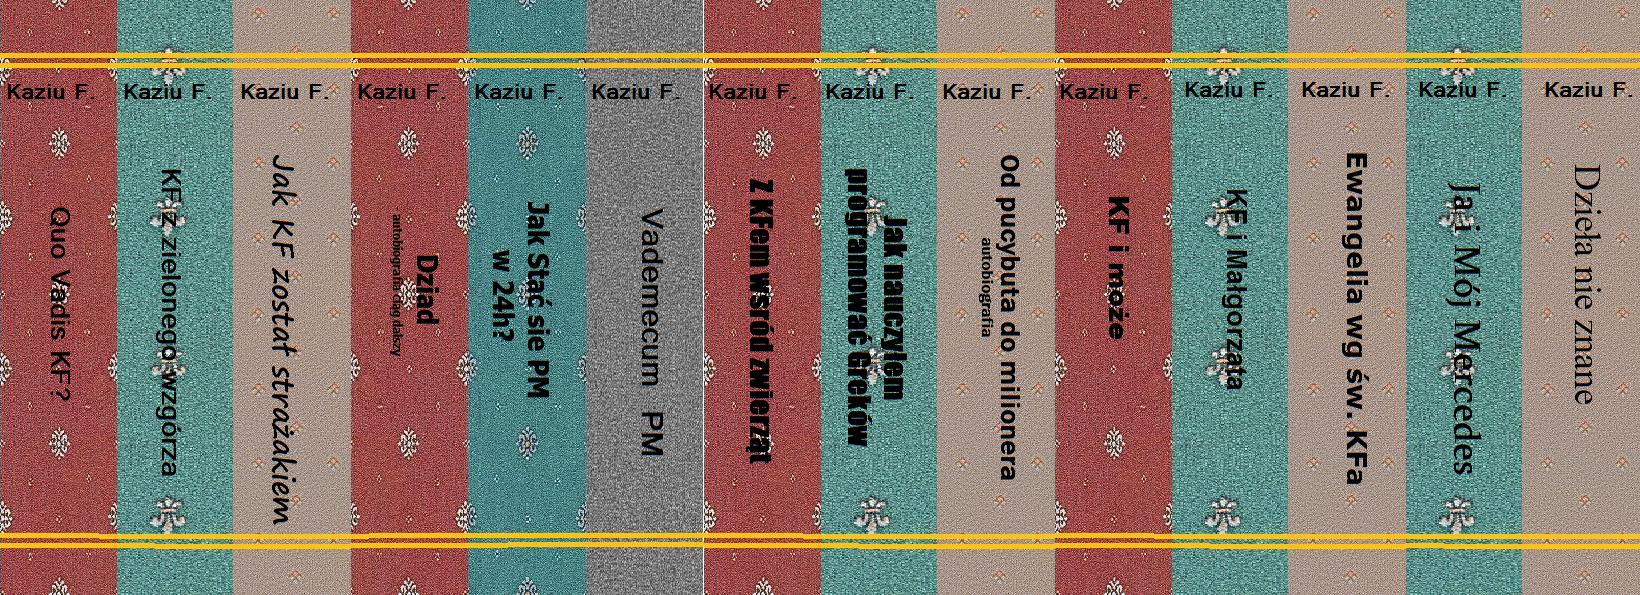 Kaziu F.
Quo Vadis KF?
Kaziu F.
KF z zielonego wzgórza
Kaziu F.
Jak KF został strażakiem
Kaziu F.
Dziad
autobiografia ciąg dalszy
Kaziu F.
Jak Stać sie PM
w 24h?
Kaziu F.
Vademecum PM
Kaziu F.
Z KFem wsród zwierząt
Kaziu F.
Jak nauczyłem
programować Greków
Kaziu F.
Od pucybuta do milionera
autobiografia
Kaziu F.
KF i może
Kaziu F.
KF i Małgorzata
Kaziu F.
Ewangelia wg św. KFa
Kaziu F.
Ja i Mój Mercedes
Kaziu F.
Dzieła nie znane